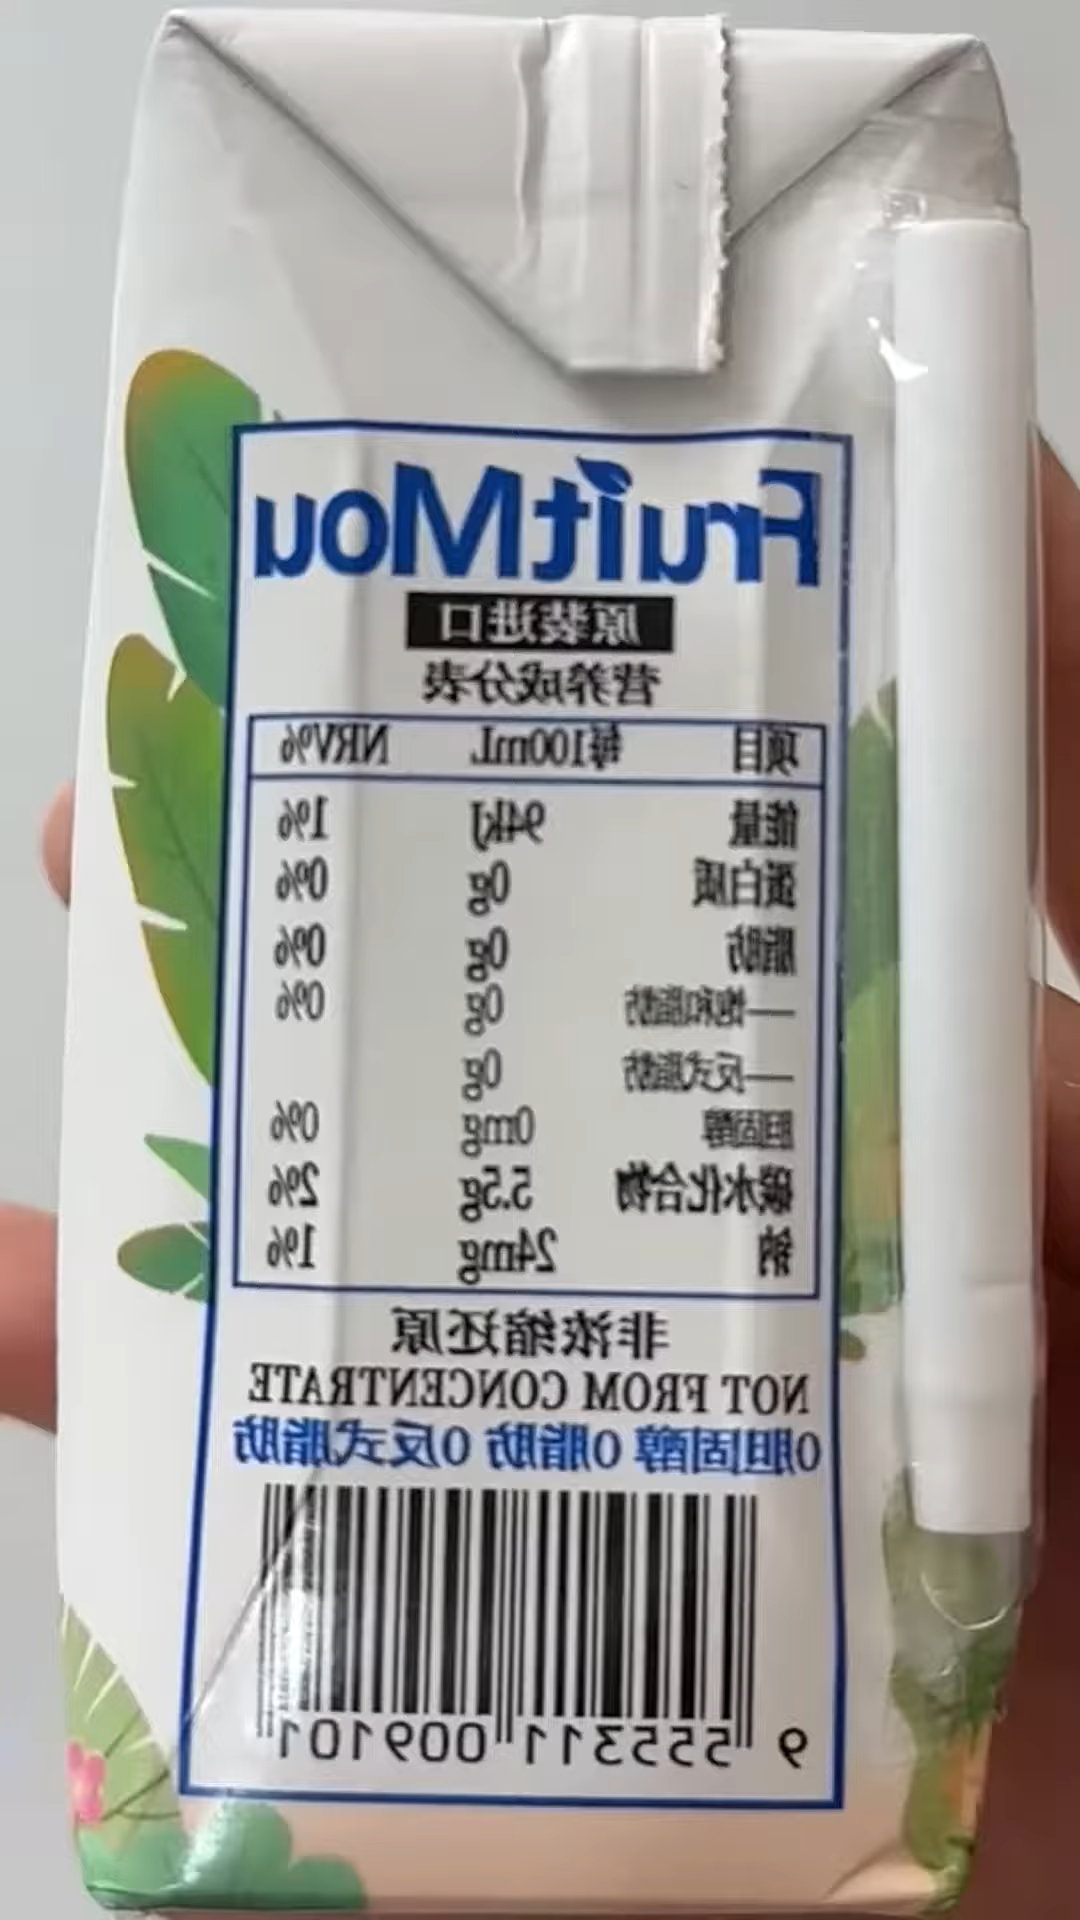 FruitMou
原装进口
营养成分表
项目 每100mL NRV%
能量 94kJ 1%
蛋白质 0g 0%
脂肪 0g 0%
——饱和脂肪 0g 0%
——反式脂肪 0g
胆固醇 0mg 0%
碳水化合物 5.5g 2%
钠 24mg 1%
非浓缩还原
NOT FROM CONCENTRATE
0胆固醇 0脂肪 0反式脂肪
9 555311 009101